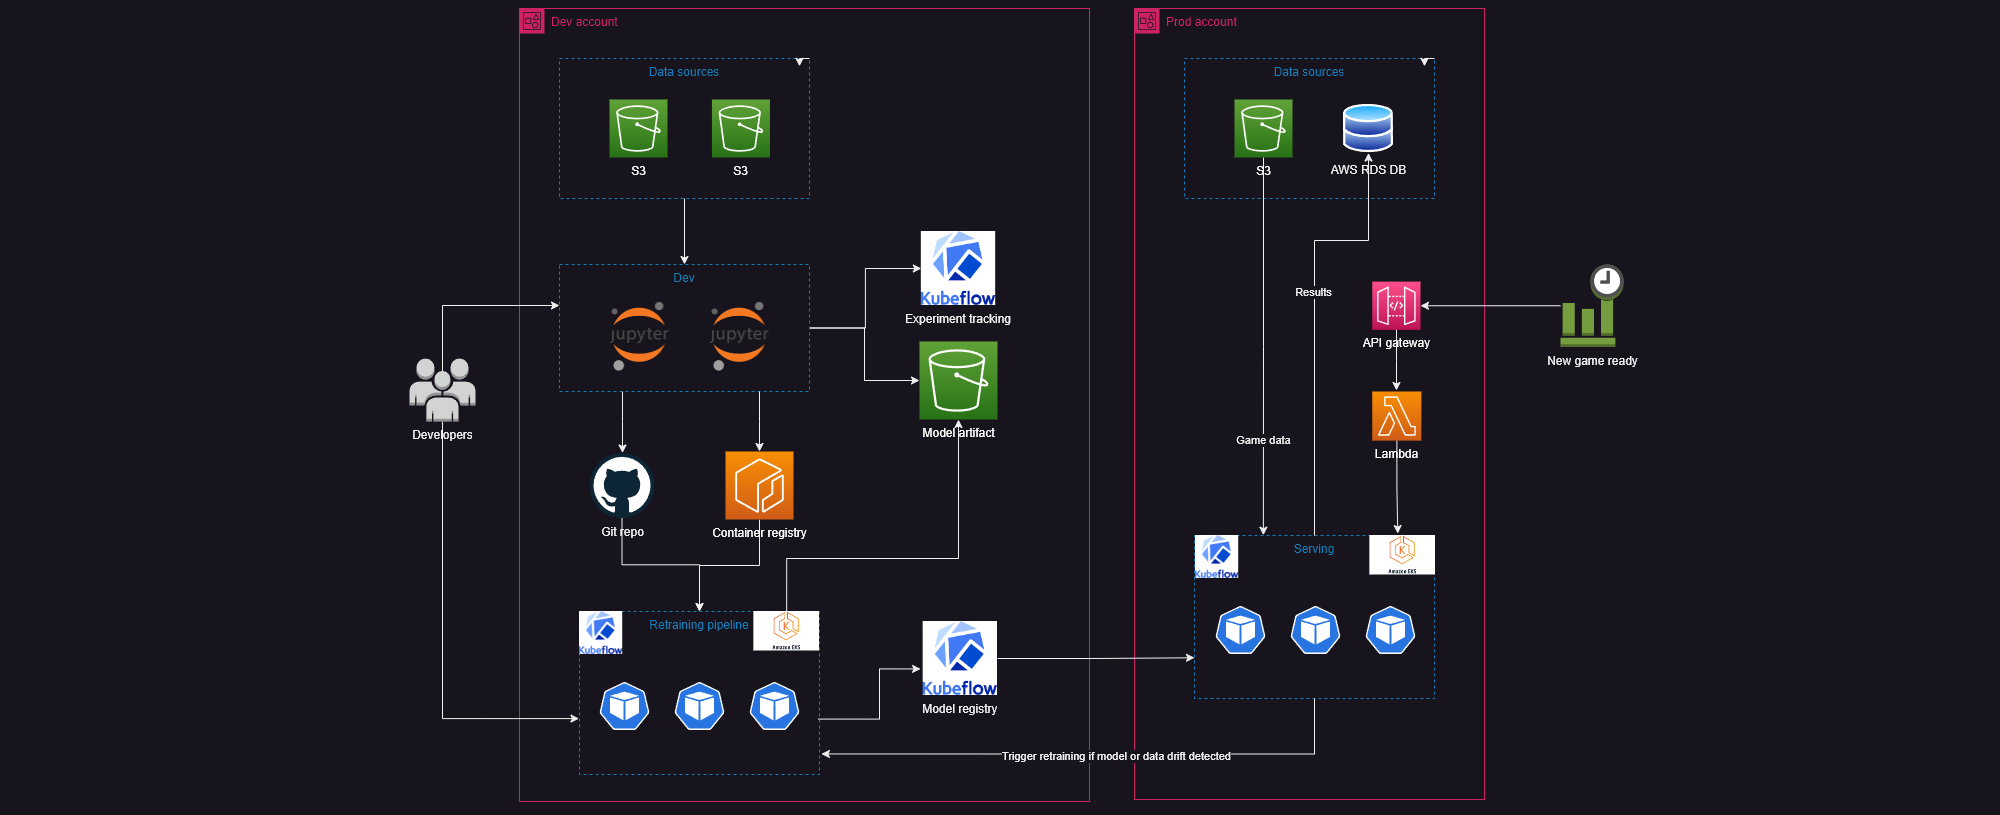 Dev account
Prod account
Data sources
S3
S3
Data sources
S3
AWS RDS DB
Dev
jupyter
jupyter
Kubeflow
Experiment tracking
Results
API gateway
New game ready
Developers
Model artifact
Game data
Lambda
Git repo
Container registry
Kubeflow
Retraining pipeline
K
Amazon EKS
Kubeflow
Model registry
Kubeflow
Serving
K
Amazon EKS
Trigger retraining if model or data drift detected